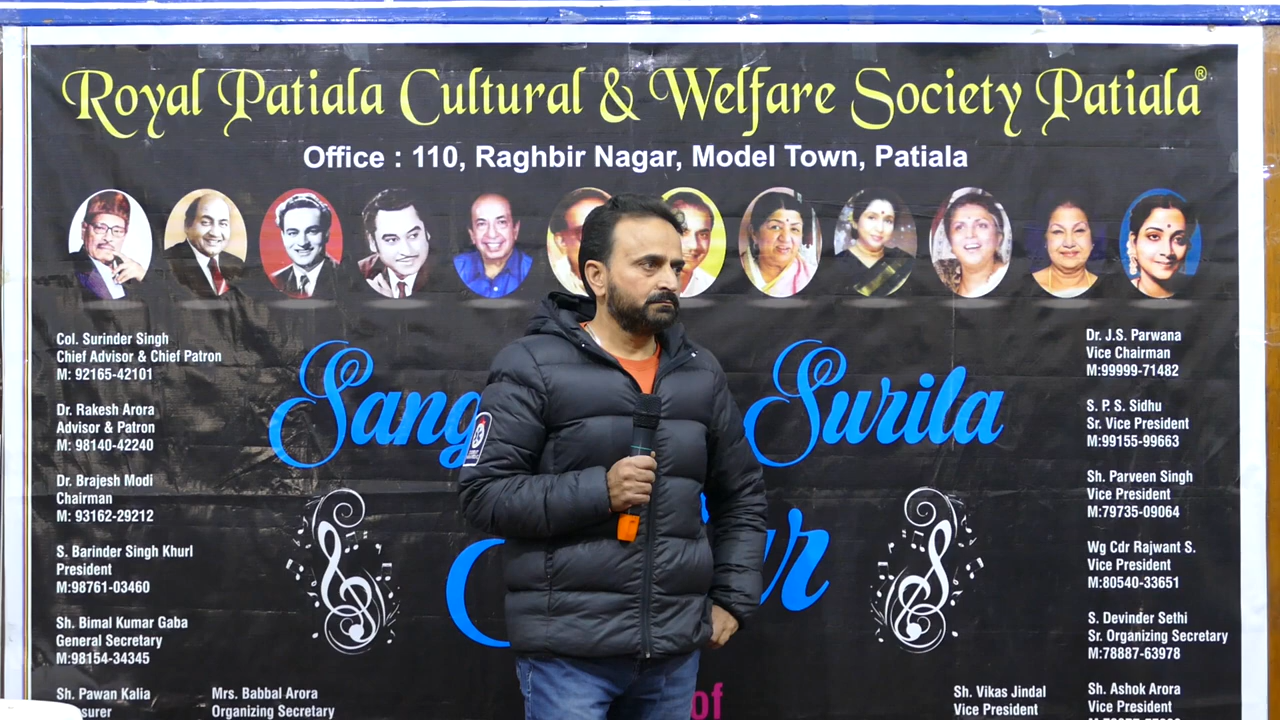 Royal Patiala Cultural & Welfare Society Patiala®
Office : 110, Raghbir Nagar, Model Town, Patiala
Col. Surinder Singh
Chief Advisor & Chief Patron
M: 92165-42101
Dr. Rakesh Arora
Advisor & Patron
M: 98140-42240
Dr. Brajesh Modi
Chairman
M: 93162-29212
S. Barinder Singh Khurl
President
M:98761-03460
Sh. Bimal Kumar Gaba
General Secretary
M:98154-34345
Sh. Pawan Kalia
surer
Mrs. Babbal Arora
Organizing Secretary
Sang
Surila
of
Dr. J.S. Parwana
Vice Chairman
M:99999-71482
S. P. S. Sidhu
Sr. Vice President
M:99155-99663
Sh. Parveen Singh
Vice President
M:79735-09064
Wg Cdr Rajwant S.
Vice President
M:80540-33651
S. Devinder Sethi
Sr. Organizing Secretary
M:78887-63978
Sh. Vikas Jindal
Vice President
Sh. Ashok Arora
Vice President